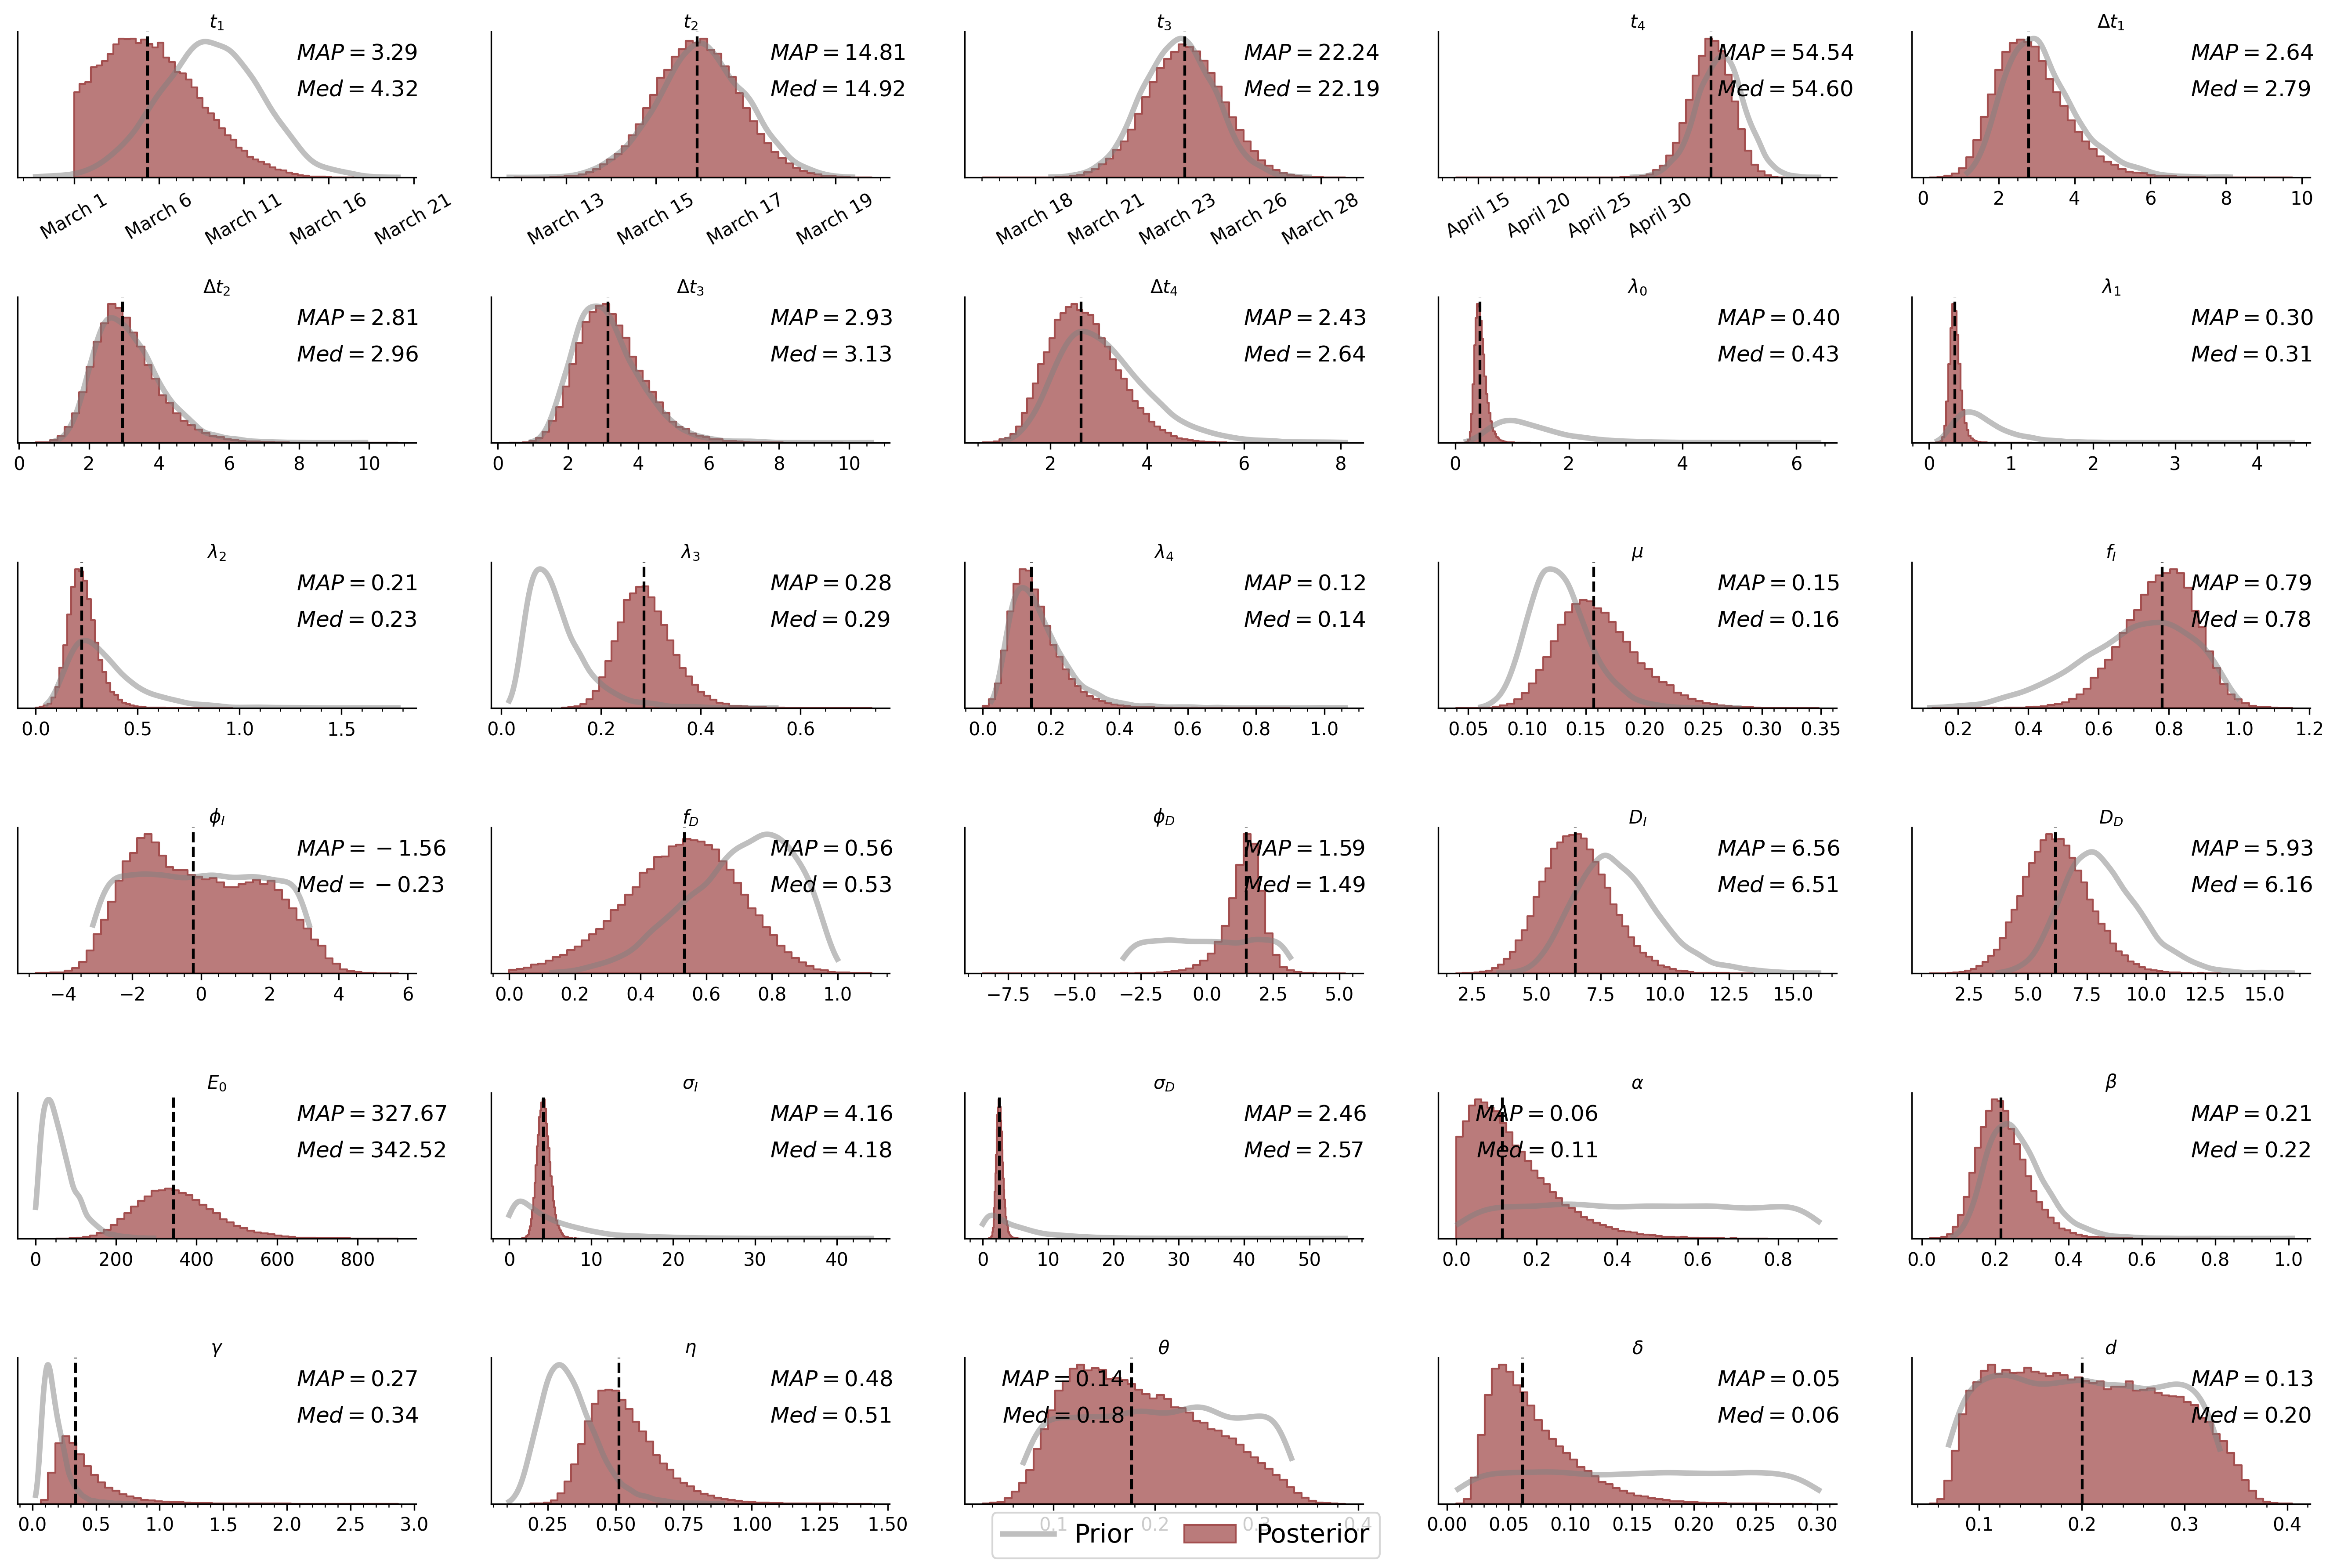 t₁ t₂ t₃ t₄ Δt₁
MAP = 3.29 MAP = 14.81 MAP = 22.24 MAP = 54.54 MAP = 2.64
Med = 4.32 Med = 14.92 Med = 22.19 Med = 54.60 Med = 2.79
March 1 March 6 March 11 March 16 March 21 March 13 March 15 March 17 March 19 March 18 March 21 March 23 March 26 March 28 April 15 April 20 April 25 April 30 0 2 4 6 8 10
Δt₂ Δt₃ Δt₄ λ₀ λ₁
MAP = 2.81 MAP = 2.93 MAP = 2.43 MAP = 0.40 MAP = 0.30
Med = 2.96 Med = 3.13 Med = 2.64 Med = 0.43 Med = 0.31
0 2 4 6 8 10 0 2 4 6 8 10 2 4 6 8 0 2 4 6 0 1 2 3 4
λ₂ λ₃ λ₄ μ f_I
MAP = 0.21 MAP = 0.28 MAP = 0.12 MAP = 0.15 MAP = 0.79
Med = 0.23 Med = 0.29 Med = 0.14 Med = 0.16 Med = 0.78
0.0 0.5 1.0 1.5 0.0 0.2 0.4 0.6 0.0 0.2 0.4 0.6 0.8 1.0 0.05 0.10 0.15 0.20 0.25 0.30 0.35 0.2 0.4 0.6 0.8 1.0 1.2
ϕ_I f_D ϕ_D D_I D_D
MAP = −1.56 MAP = 0.56 MAP = 1.59 MAP = 6.56 MAP = 5.93
Med = −0.23 Med = 0.53 Med = 1.49 Med = 6.51 Med = 6.16
−4 −2 0 2 4 6 0.0 0.2 0.4 0.6 0.8 1.0 −7.5 −5.0 −2.5 0.0 2.5 5.0 2.5 5.0 7.5 10.0 12.5 15.0 2.5 5.0 7.5 10.0 12.5 15.0
E₀ σ_I σ_D α β
MAP = 327.67 MAP = 4.16 MAP = 2.46 MAP = 0.06 MAP = 0.21
Med = 342.52 Med = 4.18 Med = 2.57 Med = 0.11 Med = 0.22
0 200 400 600 800 0 10 20 30 40 0 10 20 30 40 50 0.0 0.2 0.4 0.6 0.8 0.0 0.2 0.4 0.6 0.8 1.0
γ η θ δ d
MAP = 0.27 MAP = 0.48 MAP = 0.14 MAP = 0.05 MAP = 0.13
Med = 0.34 Med = 0.51 Med = 0.18 Med = 0.06 Med = 0.20
0.0 0.5 1.0 1.5 2.0 2.5 3.0 0.25 0.50 0.75 1.00 1.25 1.50 0.1 0.2 0.3 0.4 0.00 0.05 0.10 0.15 0.20 0.25 0.30 0.1 0.2 0.3 0.4
Prior Posterior